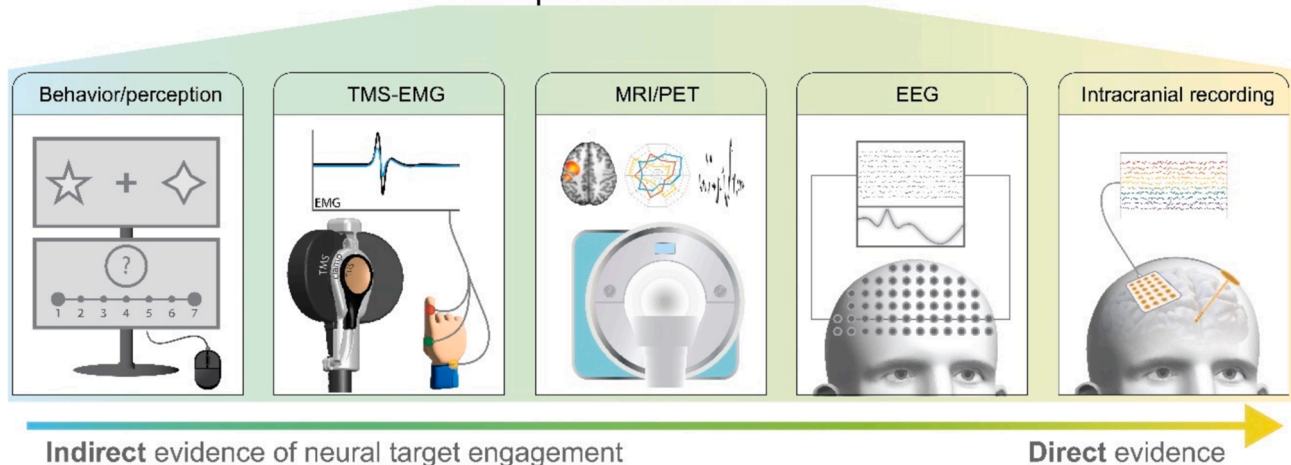 Behavior/perception
TMS-EMG
MRI/PET
EEG
Intracranial recording
?
1 2 3 4 5 6 7
EMG
TMS
Indirect evidence of neural target engagement
Direct evidence